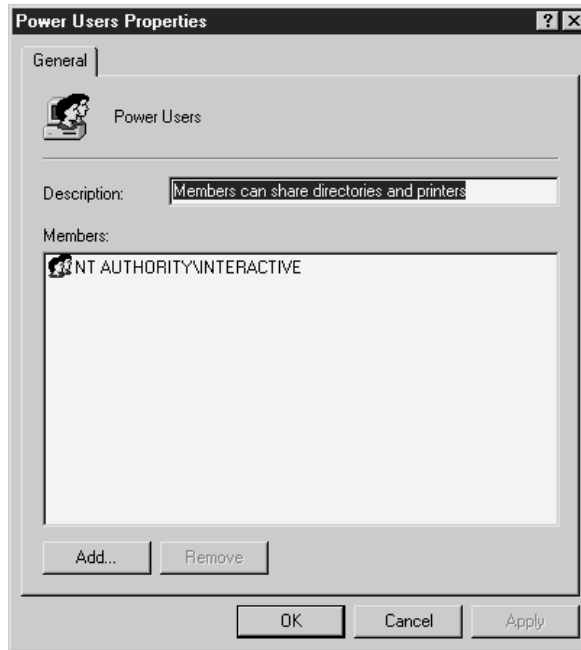 Power Users Properties
General
Power Users
Description: Members can share directories and printers
Members:
NT AUTHORITY\INTERACTIVE
Add... Remove
OK Cancel Apply